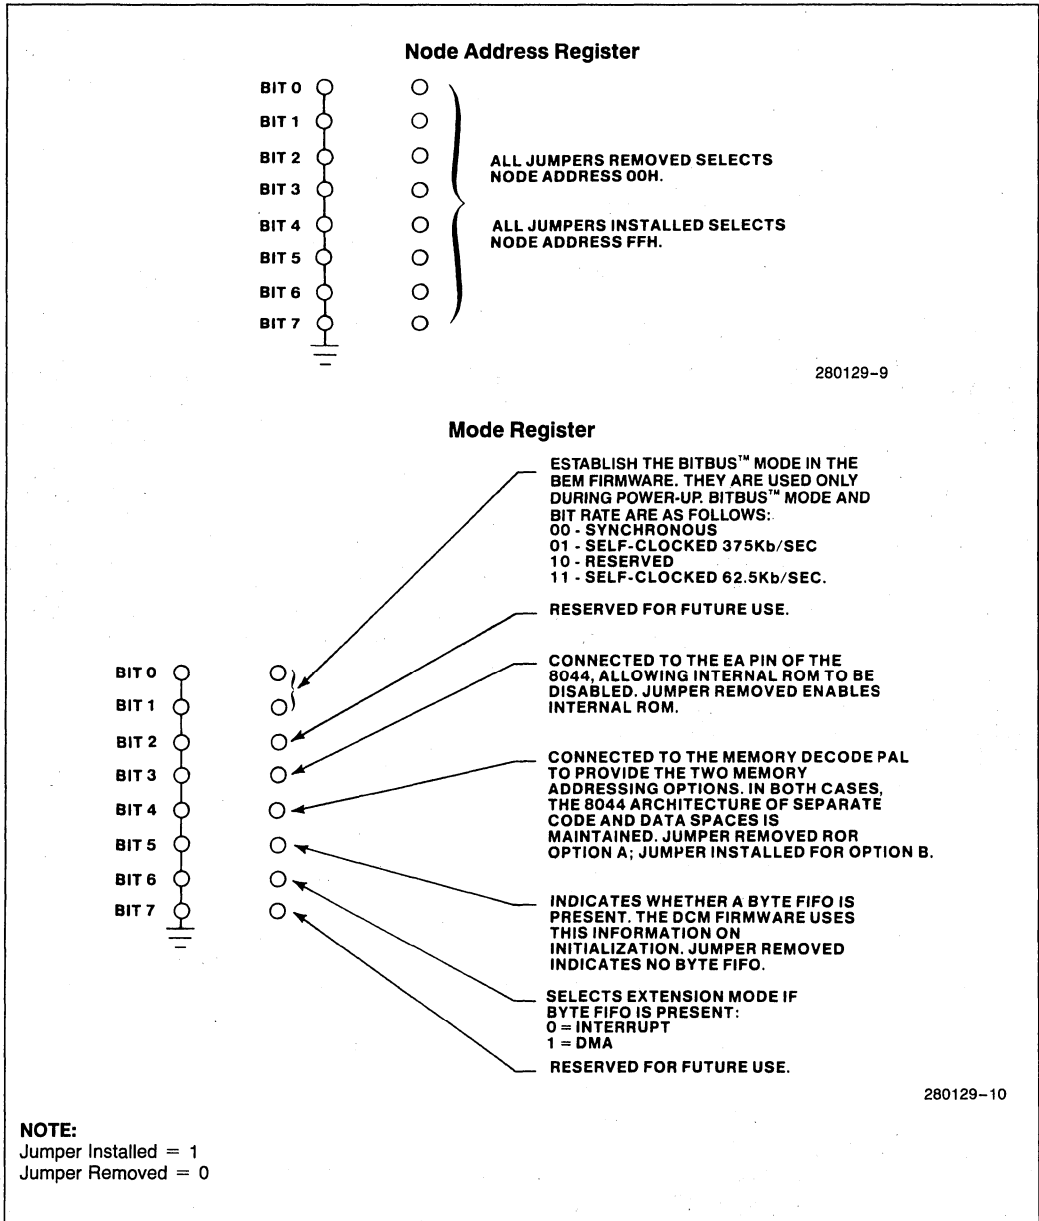 Node Address Register
BIT 0
BIT 1
BIT 2
BIT 3
BIT 4
BIT 5
BIT 6
BIT 7
ALL JUMPERS REMOVED SELECTS
NODE ADDRESS 00H.
ALL JUMPERS INSTALLED SELECTS
NODE ADDRESS FFH.
280129-9
Mode Register
ESTABLISH THE BITBUS™ MODE IN THE
BEM FIRMWARE. THEY ARE USED ONLY
DURING POWER-UP. BITBUS™ MODE AND
BIT RATE ARE AS FOLLOWS:
00 - SYNCHRONOUS
01 - SELF-CLOCKED 375Kb/SEC
10 - RESERVED
11 - SELF-CLOCKED 62.5Kb/SEC.
RESERVED FOR FUTURE USE.
BIT 0
BIT 1
BIT 2
BIT 3
BIT 4
BIT 5
BIT 6
BIT 7
CONNECTED TO THE EA PIN OF THE
8044, ALLOWING INTERNAL ROM TO BE
DISABLED. JUMPER REMOVED ENABLES
INTERNAL ROM.
CONNECTED TO THE MEMORY DECODE PAL
TO PROVIDE THE TWO MEMORY
ADDRESSING OPTIONS. IN BOTH CASES,
THE 8044 ARCHITECTURE OF SEPARATE
CODE AND DATA SPACES IS
MAINTAINED. JUMPER REMOVED ROR
OPTION A; JUMPER INSTALLED FOR OPTION B.
INDICATES WHETHER A BYTE FIFO IS
PRESENT. THE DCM FIRMWARE USES
THIS INFORMATION ON
INITIALIZATION. JUMPER REMOVED
INDICATES NO BYTE FIFO.
SELECTS EXTENSION MODE IF
BYTE FIFO IS PRESENT:
0 = INTERRUPT
1 = DMA
RESERVED FOR FUTURE USE.
280129-10
NOTE:
Jumper Installed = 1
Jumper Removed = 0